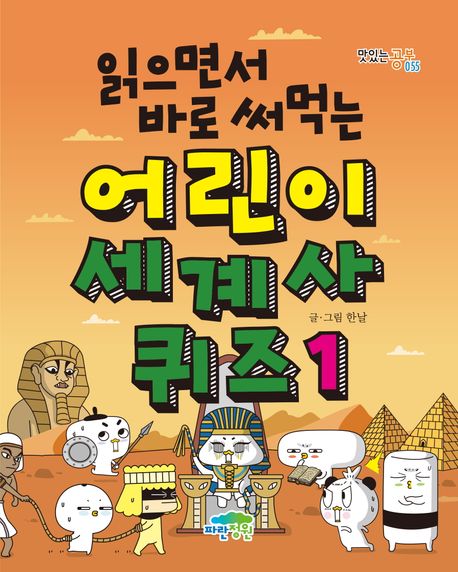 맛있는 공부 055
읽으면서
바로 써먹는
어린이
세계사
글·그림 한날
퀴즈 1
파란정원